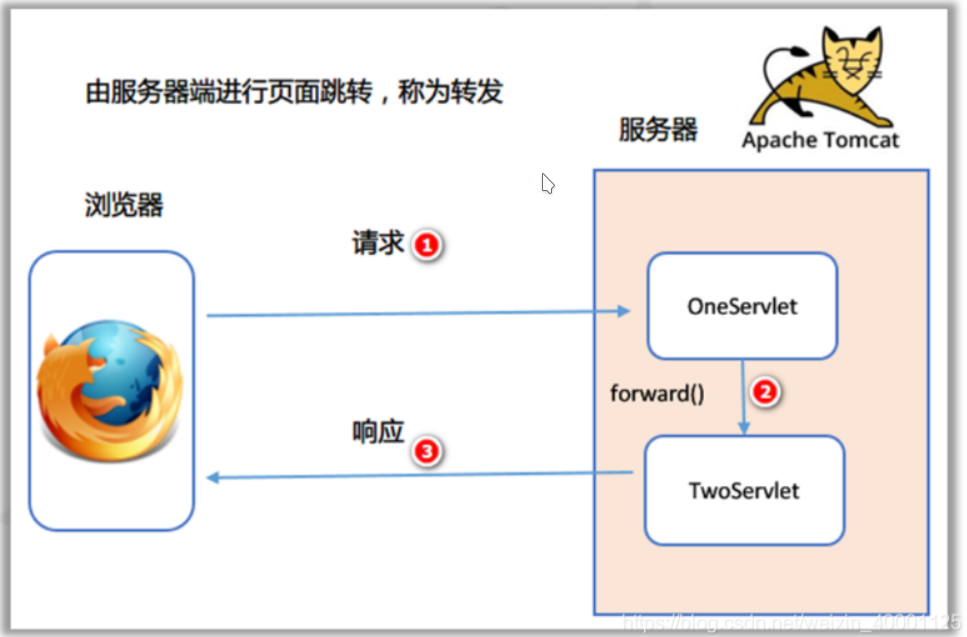 由服务器端进行页面跳转，称为转发
服务器
Apache Tomcat
浏览器
请求 1
OneServlet
forward()
2
响应
3
TwoServlet
https://blog.csdn.net/weixin_40001125